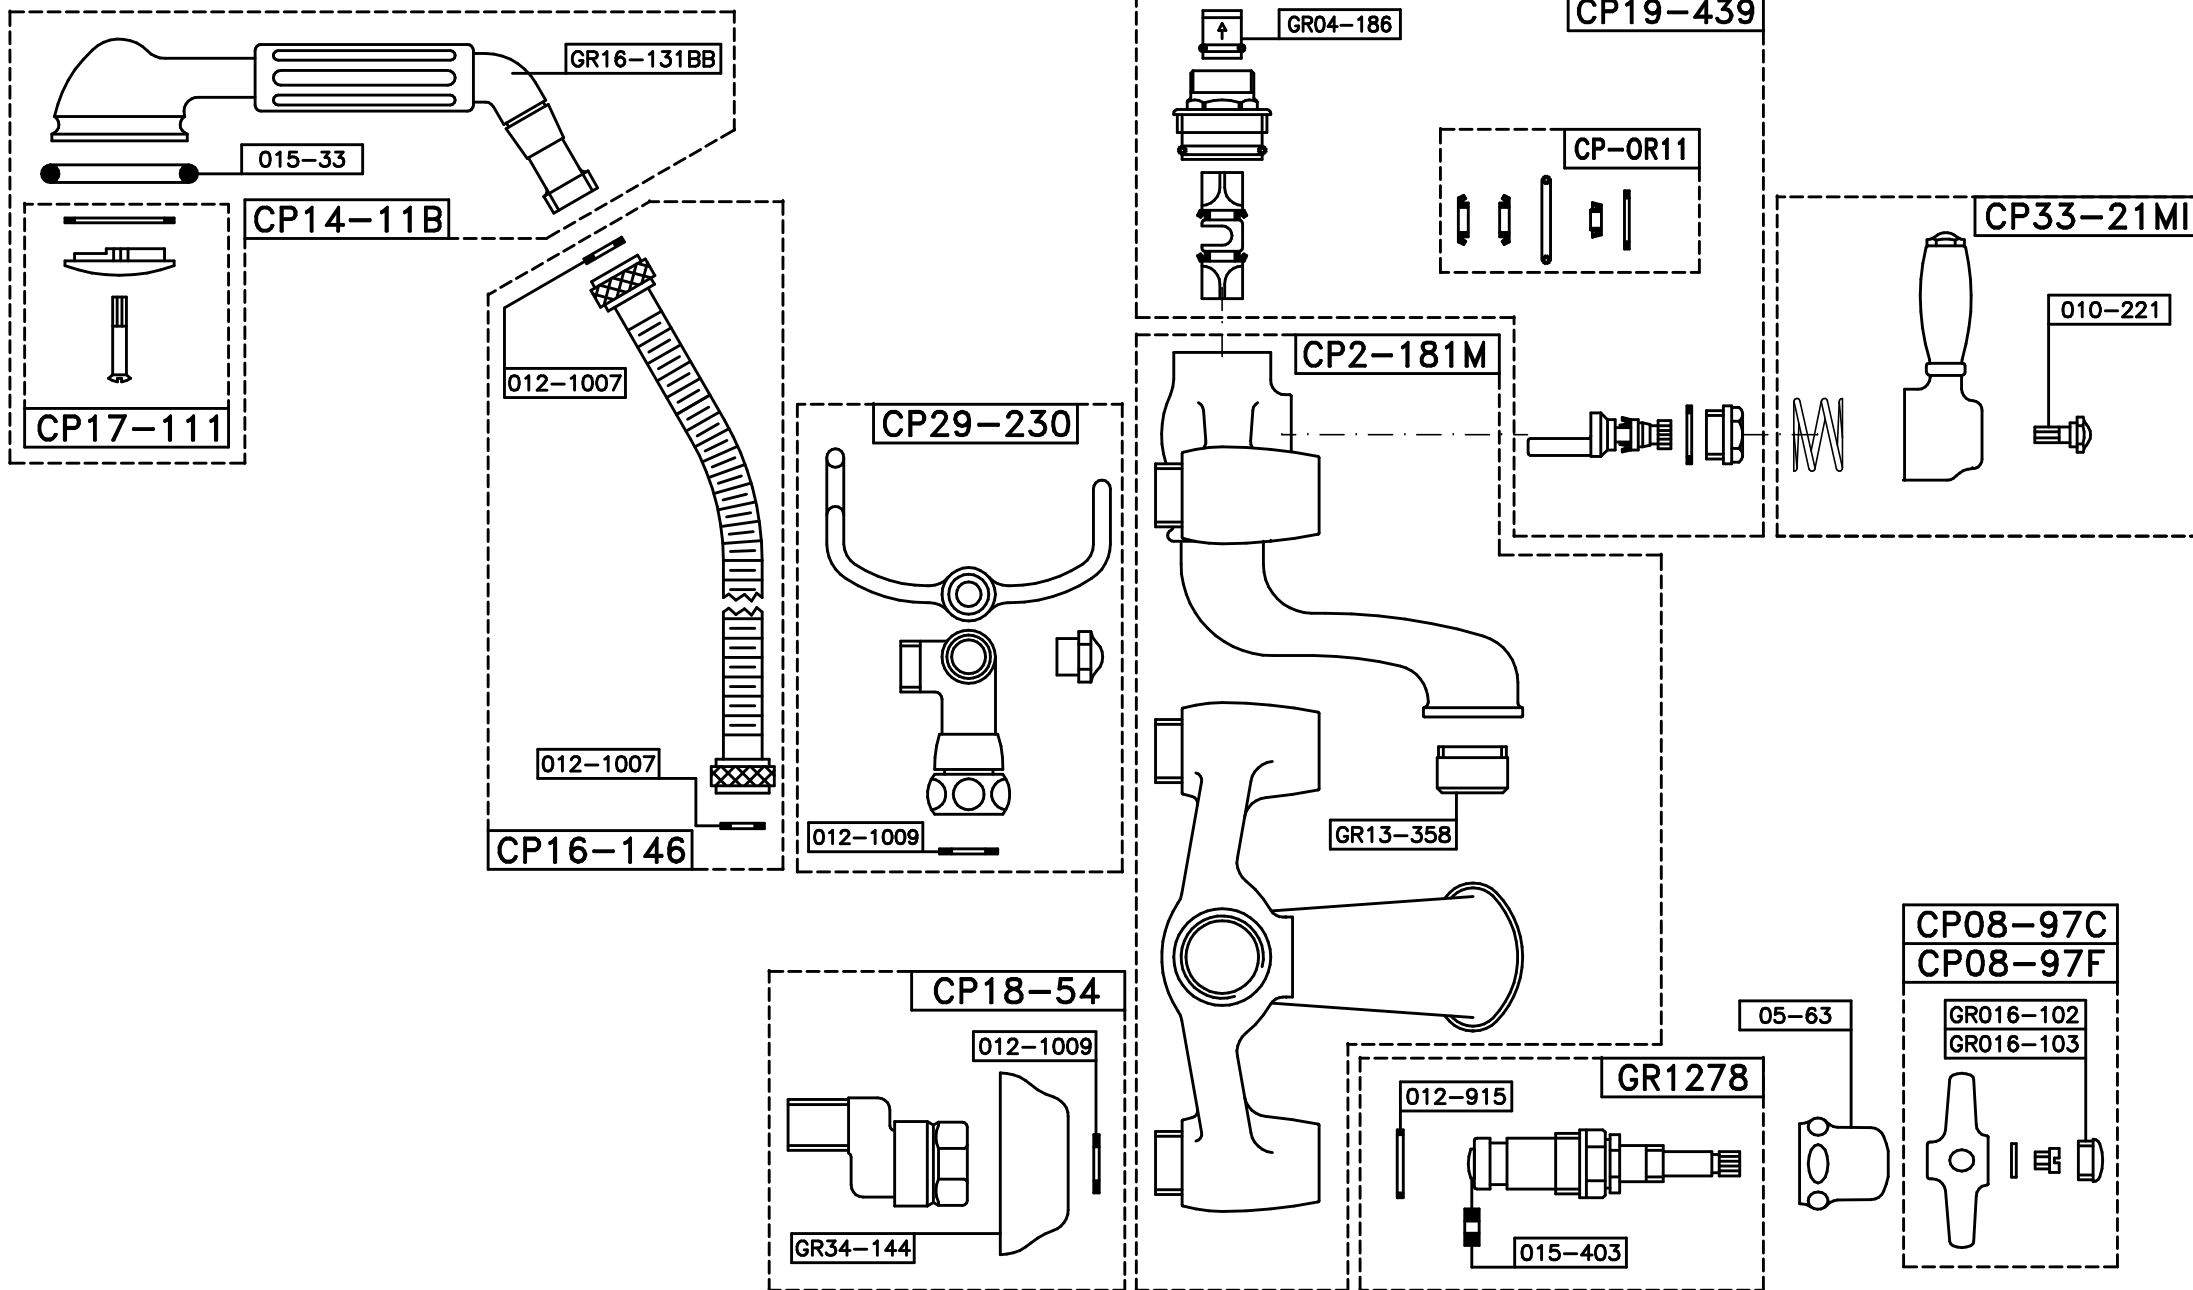 CP19-439
GR04-186
GR16-131BB
015-33
CP-OR11
CP14-11B
CP33-21MI
010-221
CP2-181M
012-1007
CP17-111
CP29-230
012-1007
GR13-358
012-1009
CP16-146
CP08-97C
CP08-97F
CP18-54
05-63
GR016-102
GR016-103
012-1009
GR1278
012-915
GR34-144
015-403